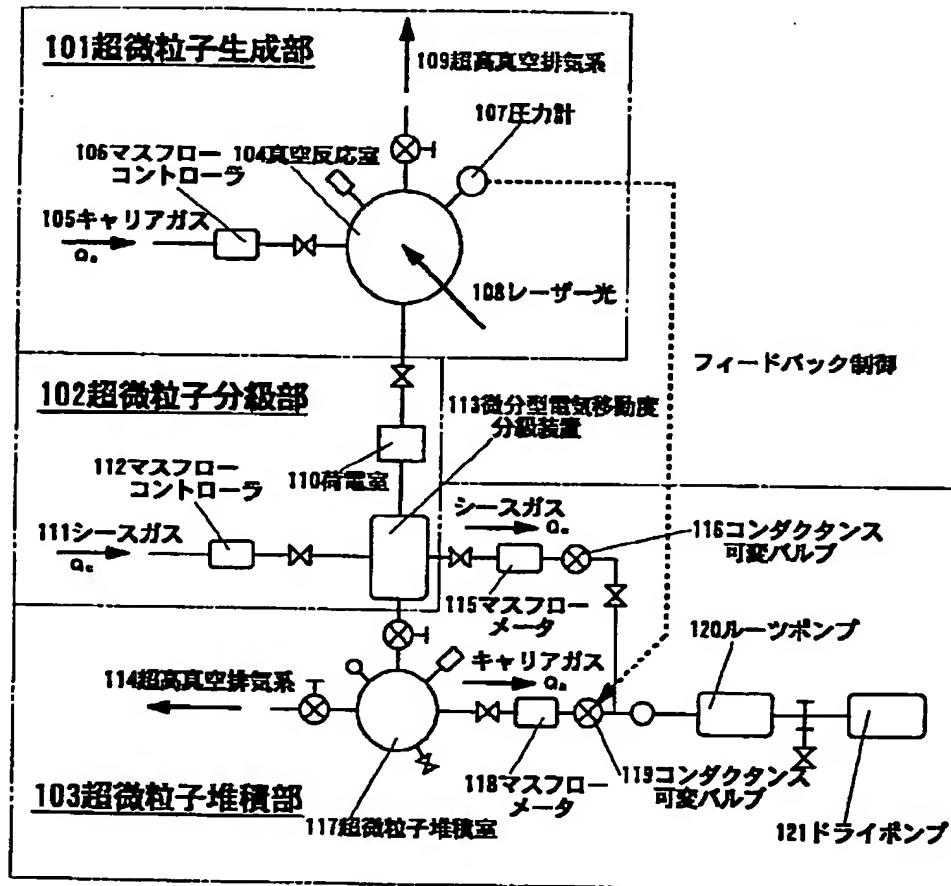 101超微粒子生成部
109超高真空排気系
107圧力計
106マスフロー
コントローラ
104真空反応室
105キャリアガス
108レーザー光
フィードバック制御
102超微粒子分級部
113微分型電気移動度
分級装置
112マスフロー
コントローラ
110荷電室
シースガス
111シースガス
116コンダクタンス
可変バルブ
115マスフロー
メータ
120ルーツポンプ
114超高真空排気系
キャリアガス
118マスフロー
メータ
119コンダクタンス
可変バルブ
103超微粒子堆積部
117超微粒子堆積室
121ドライポンプ